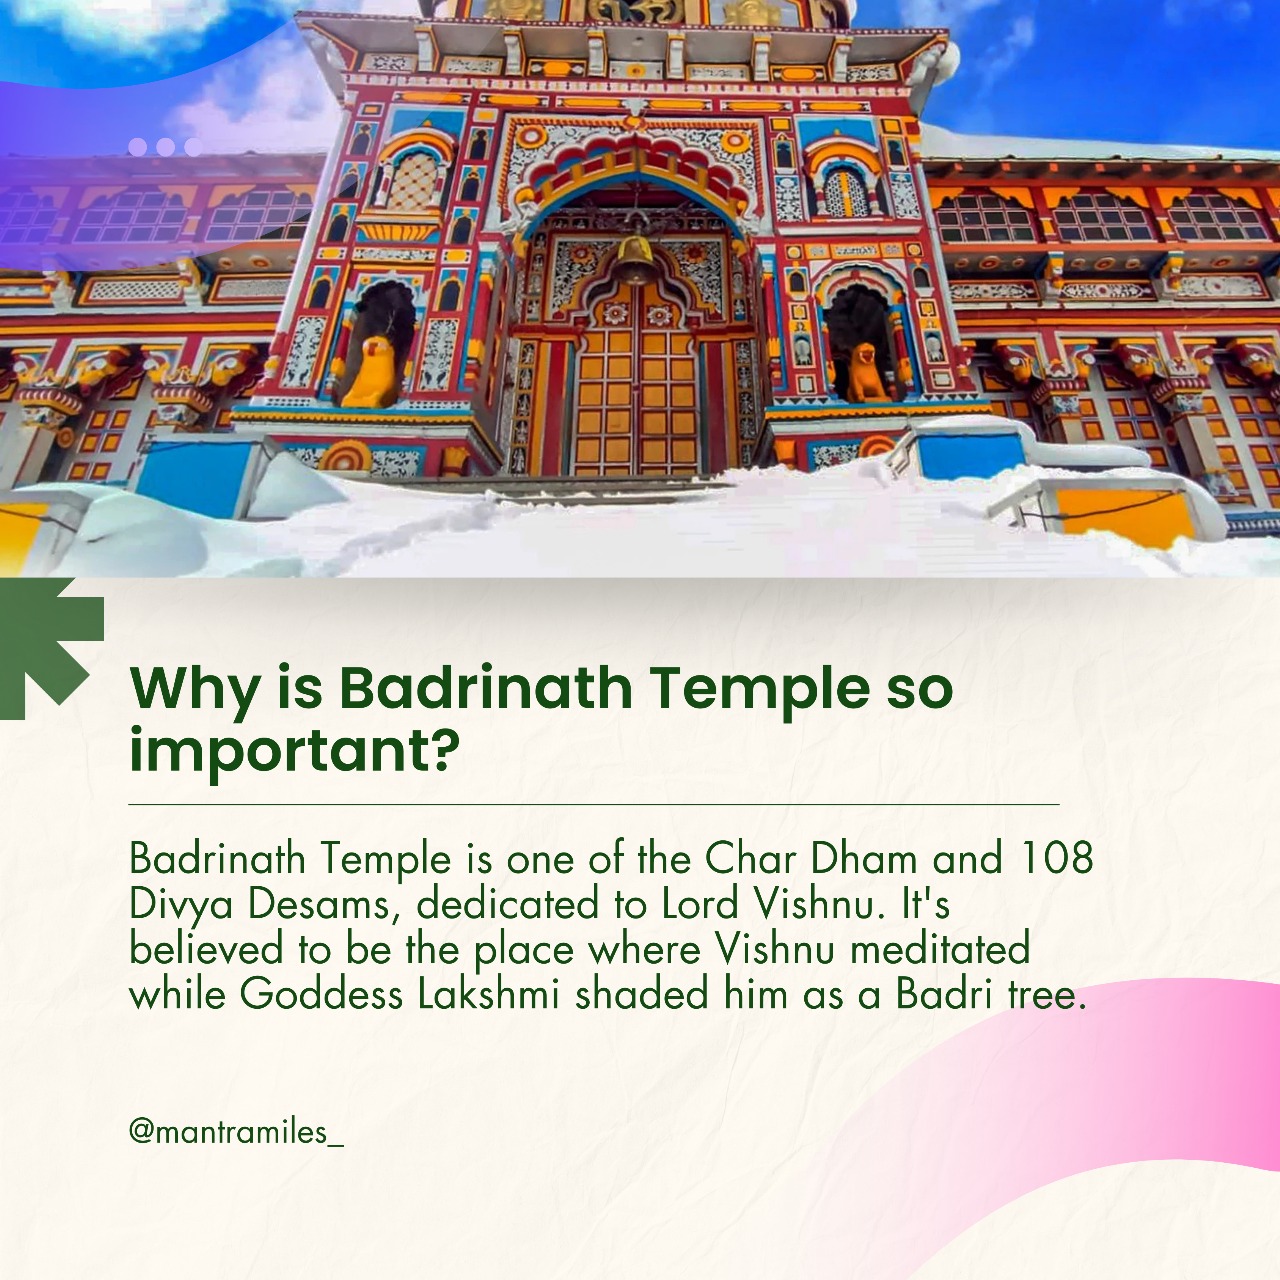 Why is Badrinath Temple so
important?
Badrinath Temple is one of the Char Dham and 108
Divya Desams, dedicated to Lord Vishnu. It's
believed to be the place where Vishnu meditated
while Goddess Lakshmi shaded him as a Badri tree.
@mantramiles_